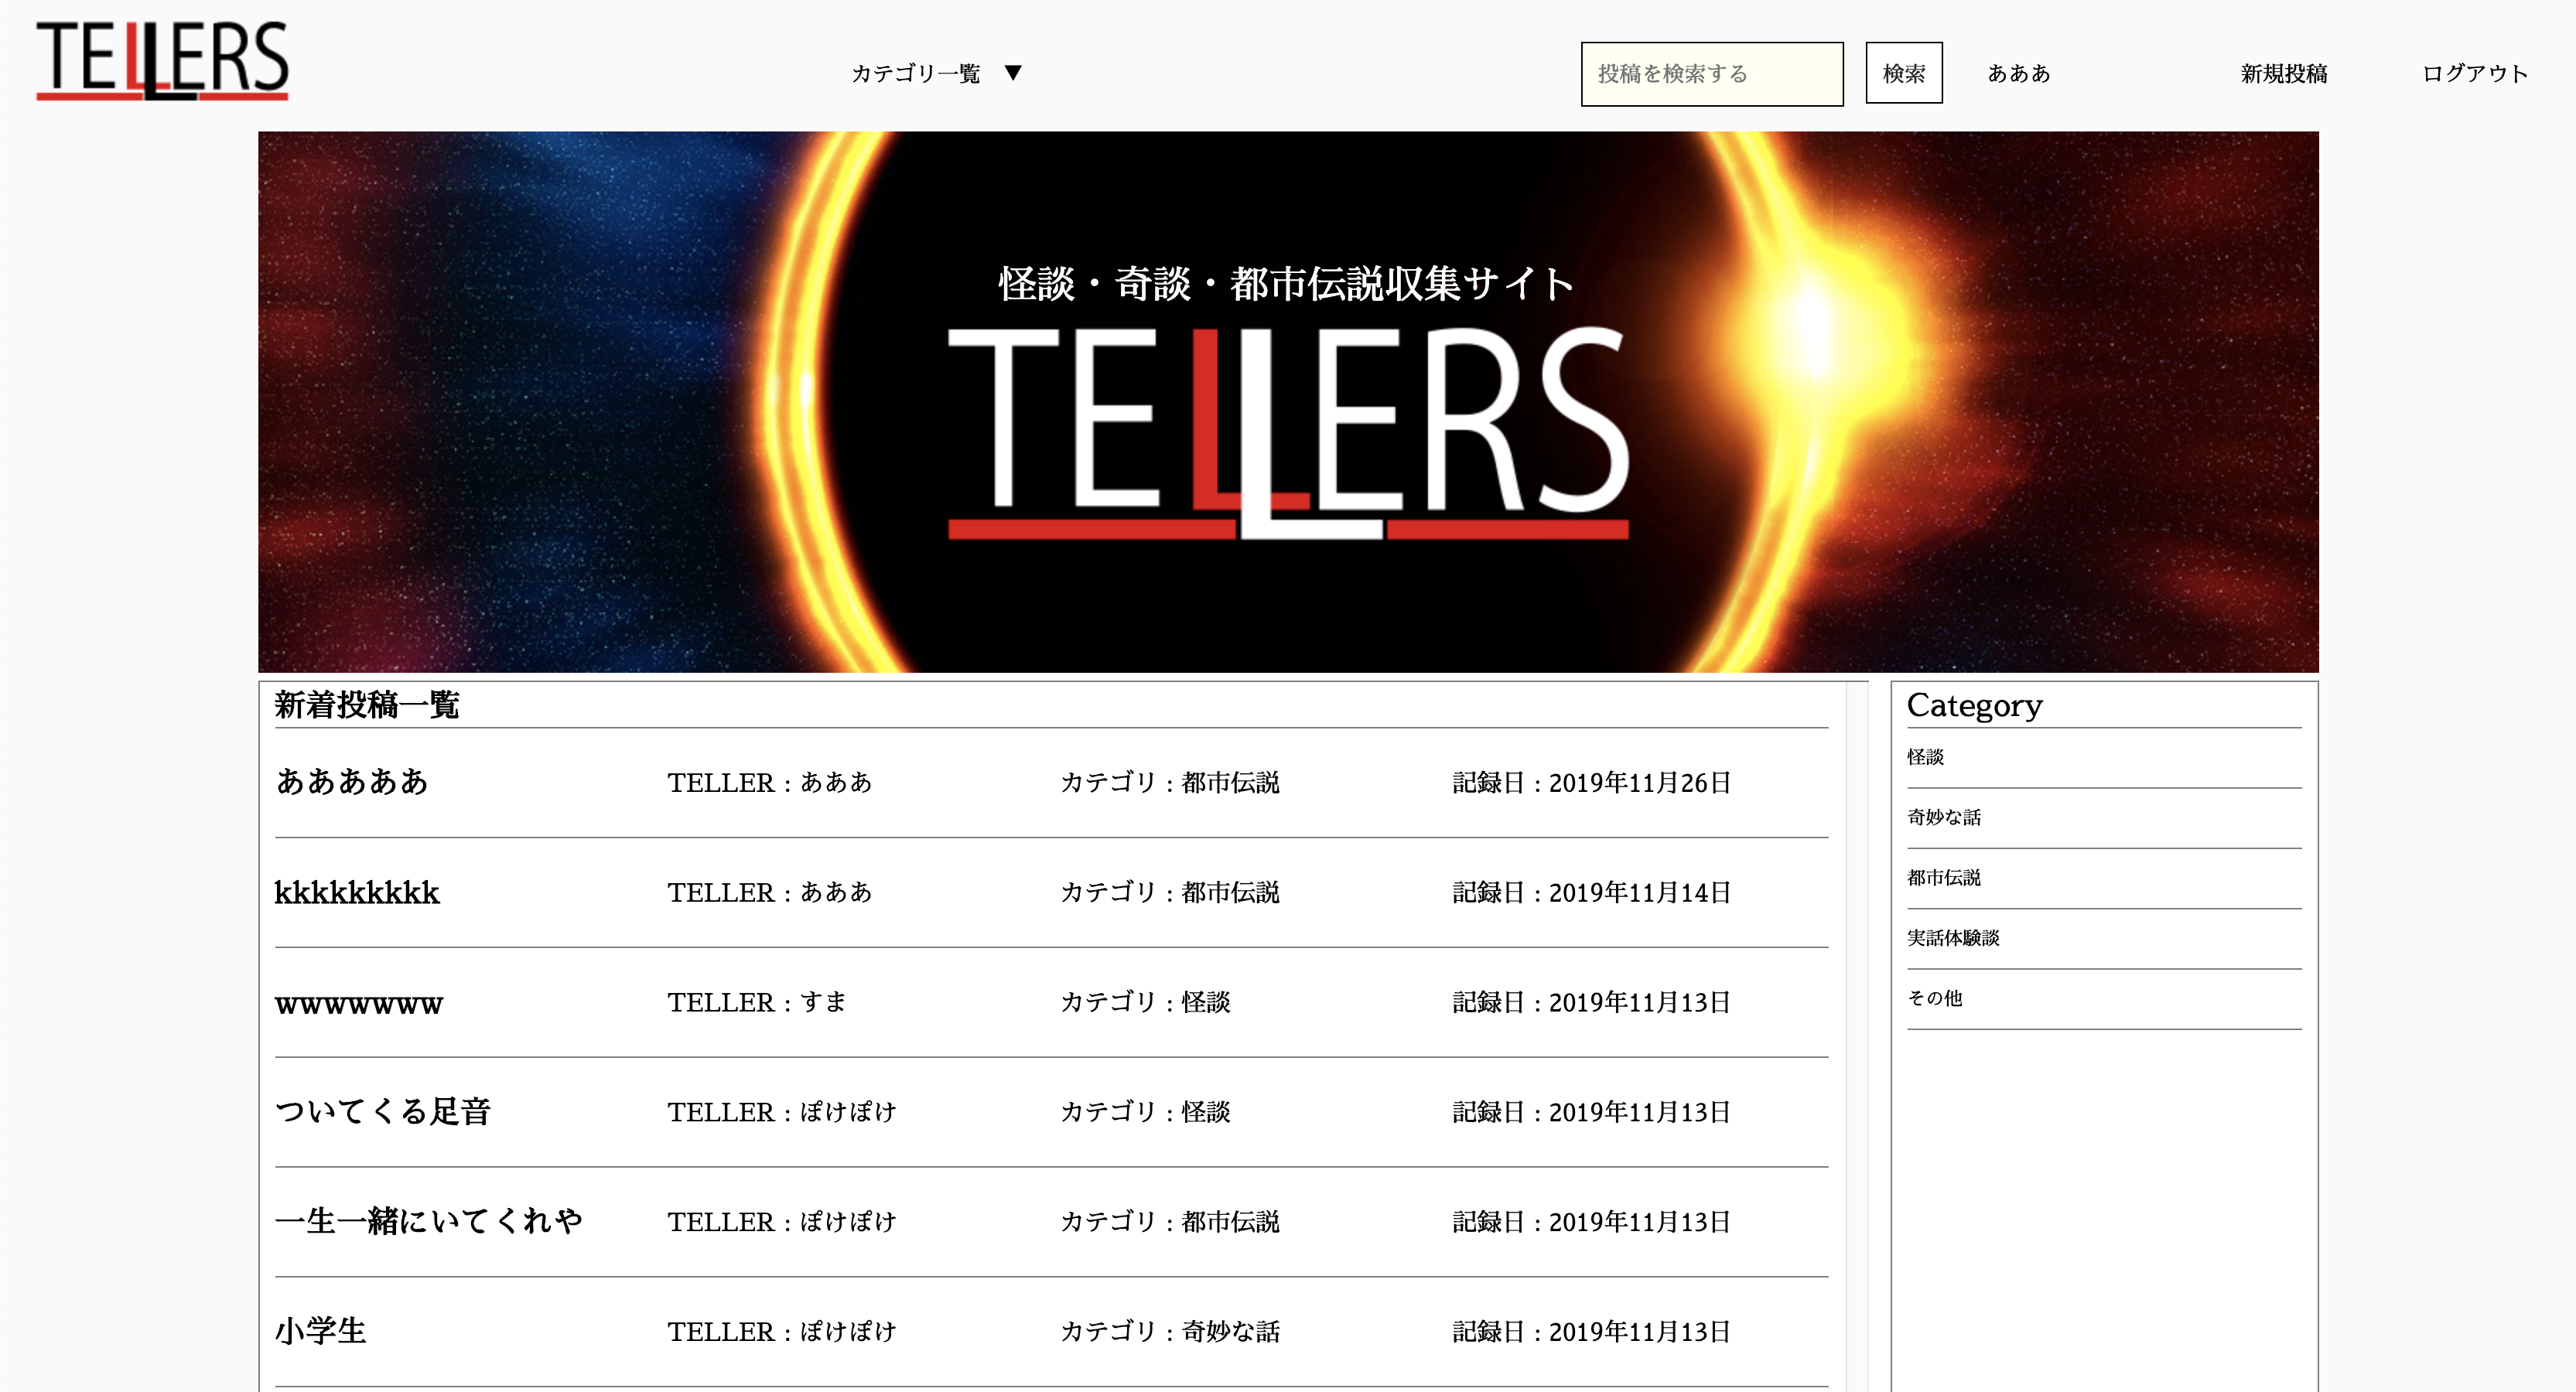 TELLERS
カテゴリ一覧 ▼
投稿を検索する
検索
あああ
新規投稿
ログアウト
怪談・奇談・都市伝説収集サイト
TELLERS
新着投稿一覧
あああああ TELLER : あああ カテゴリ : 都市伝説 記録日 : 2019年11月26日
kkkkkkkkk TELLER : あああ カテゴリ : 都市伝説 記録日 : 2019年11月14日
wwwwwww TELLER : すま カテゴリ : 怪談 記録日 : 2019年11月13日
ついてくる足音 TELLER : ぽけぽけ カテゴリ : 怪談 記録日 : 2019年11月13日
一生一緒にいてくれや TELLER : ぽけぽけ カテゴリ : 都市伝説 記録日 : 2019年11月13日
小学生 TELLER : ぽけぽけ カテゴリ : 奇妙な話 記録日 : 2019年11月13日
Category
怪談
奇妙な話
都市伝説
実話体験談
その他